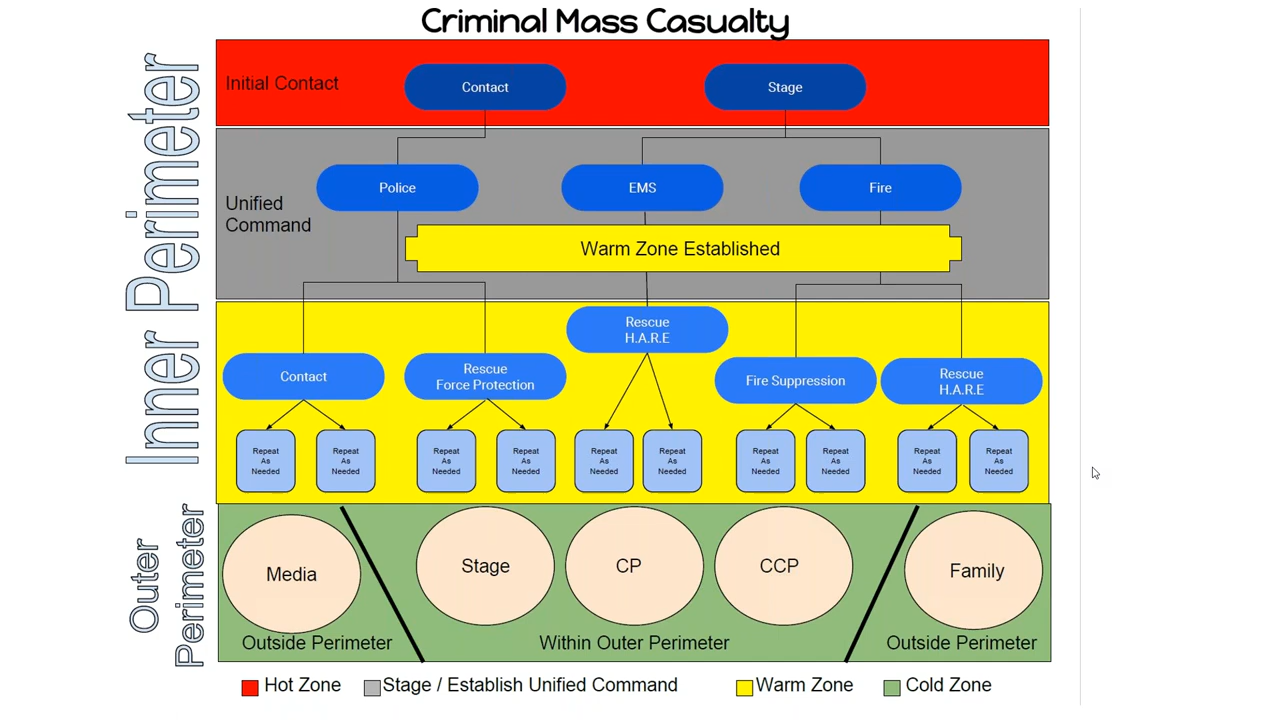 Criminal Mass Casualty
Inner Perimeter
Initial Contact
Contact
Stage
Unified
Command
Police
EMS
Fire
Warm Zone Established
Rescue
H.A.R.E
Contact
Rescue
Force Protection
Fire Suppression
Rescue
H.A.R.E
Repeat
As
Needed
Repeat
As
Needed
Repeat
As
Needed
Repeat
As
Needed
Repeat
As
Needed
Repeat
As
Needed
Repeat
As
Needed
Repeat
As
Needed
Repeat
As
Needed
Repeat
As
Needed
Outer
Perimeter
Media
Stage
CP
CCP
Family
Outside Perimeter
Within Outer Perimeter
Outside Perimeter
Hot Zone
Stage / Establish Unified Command
Warm Zone
Cold Zone